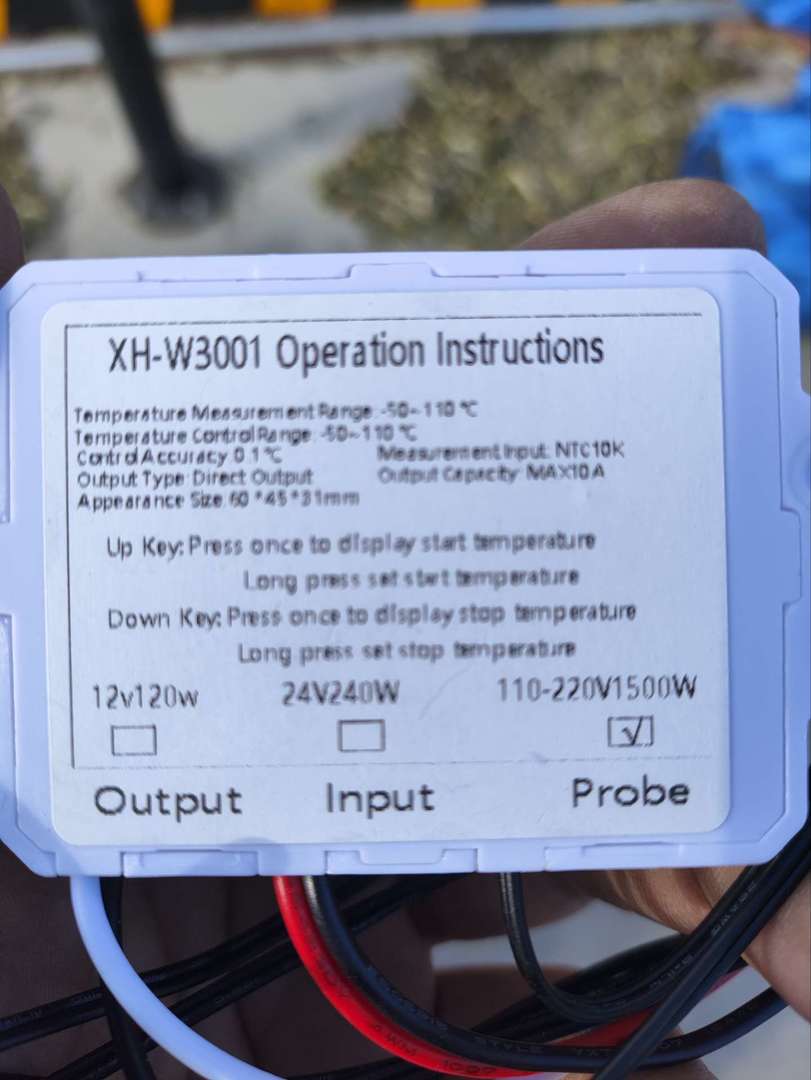 XH-W3001 Operation Instructions
Temperature Measurement Range: -50~110℃
Temperature Control Range: -50~110℃
Control Accuracy: 0.1℃ Measurement Input: NTC10K
Output Type: Direct Output Output Capacity: MAX10A
Appearance Size: 60*45*31mm
Up Key: Press once to display start temperature
Long press set start temperature
Down Key: Press once to display stop temperature
Long press set stop temperature
12v120w 24V240W 110-220V1500W
√
Output Input Probe